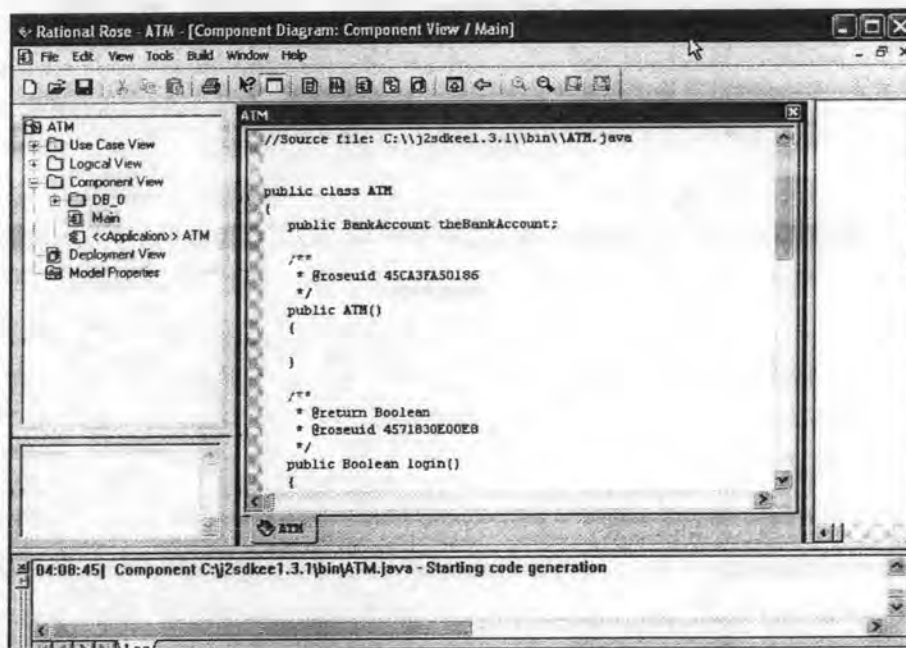 Rational Rose - ATM - [Component Diagram: Component View / Main]
File Edit View Tools Build Window Help
ATM
Use Case View
Logical View
Component View
DB_0
Main
<<Application>> ATM
Deployment View
Model Properties
ATM
//Source file: C:\\j2sdkee1.3.1\\bin\\ATM.java
public class ATM
{
public BankAccount theBankAccount;
/**
* @roseuid 45CA3FA50186
*/
public ATM()
{
}
/**
* @return Boolean
* @roseuid 4571830E00EB
*/
public Boolean login()
{
ATM
04:08:45| Component C:\j2sdkee1.3.1\bin\ATM.java - Starting code generation
Log